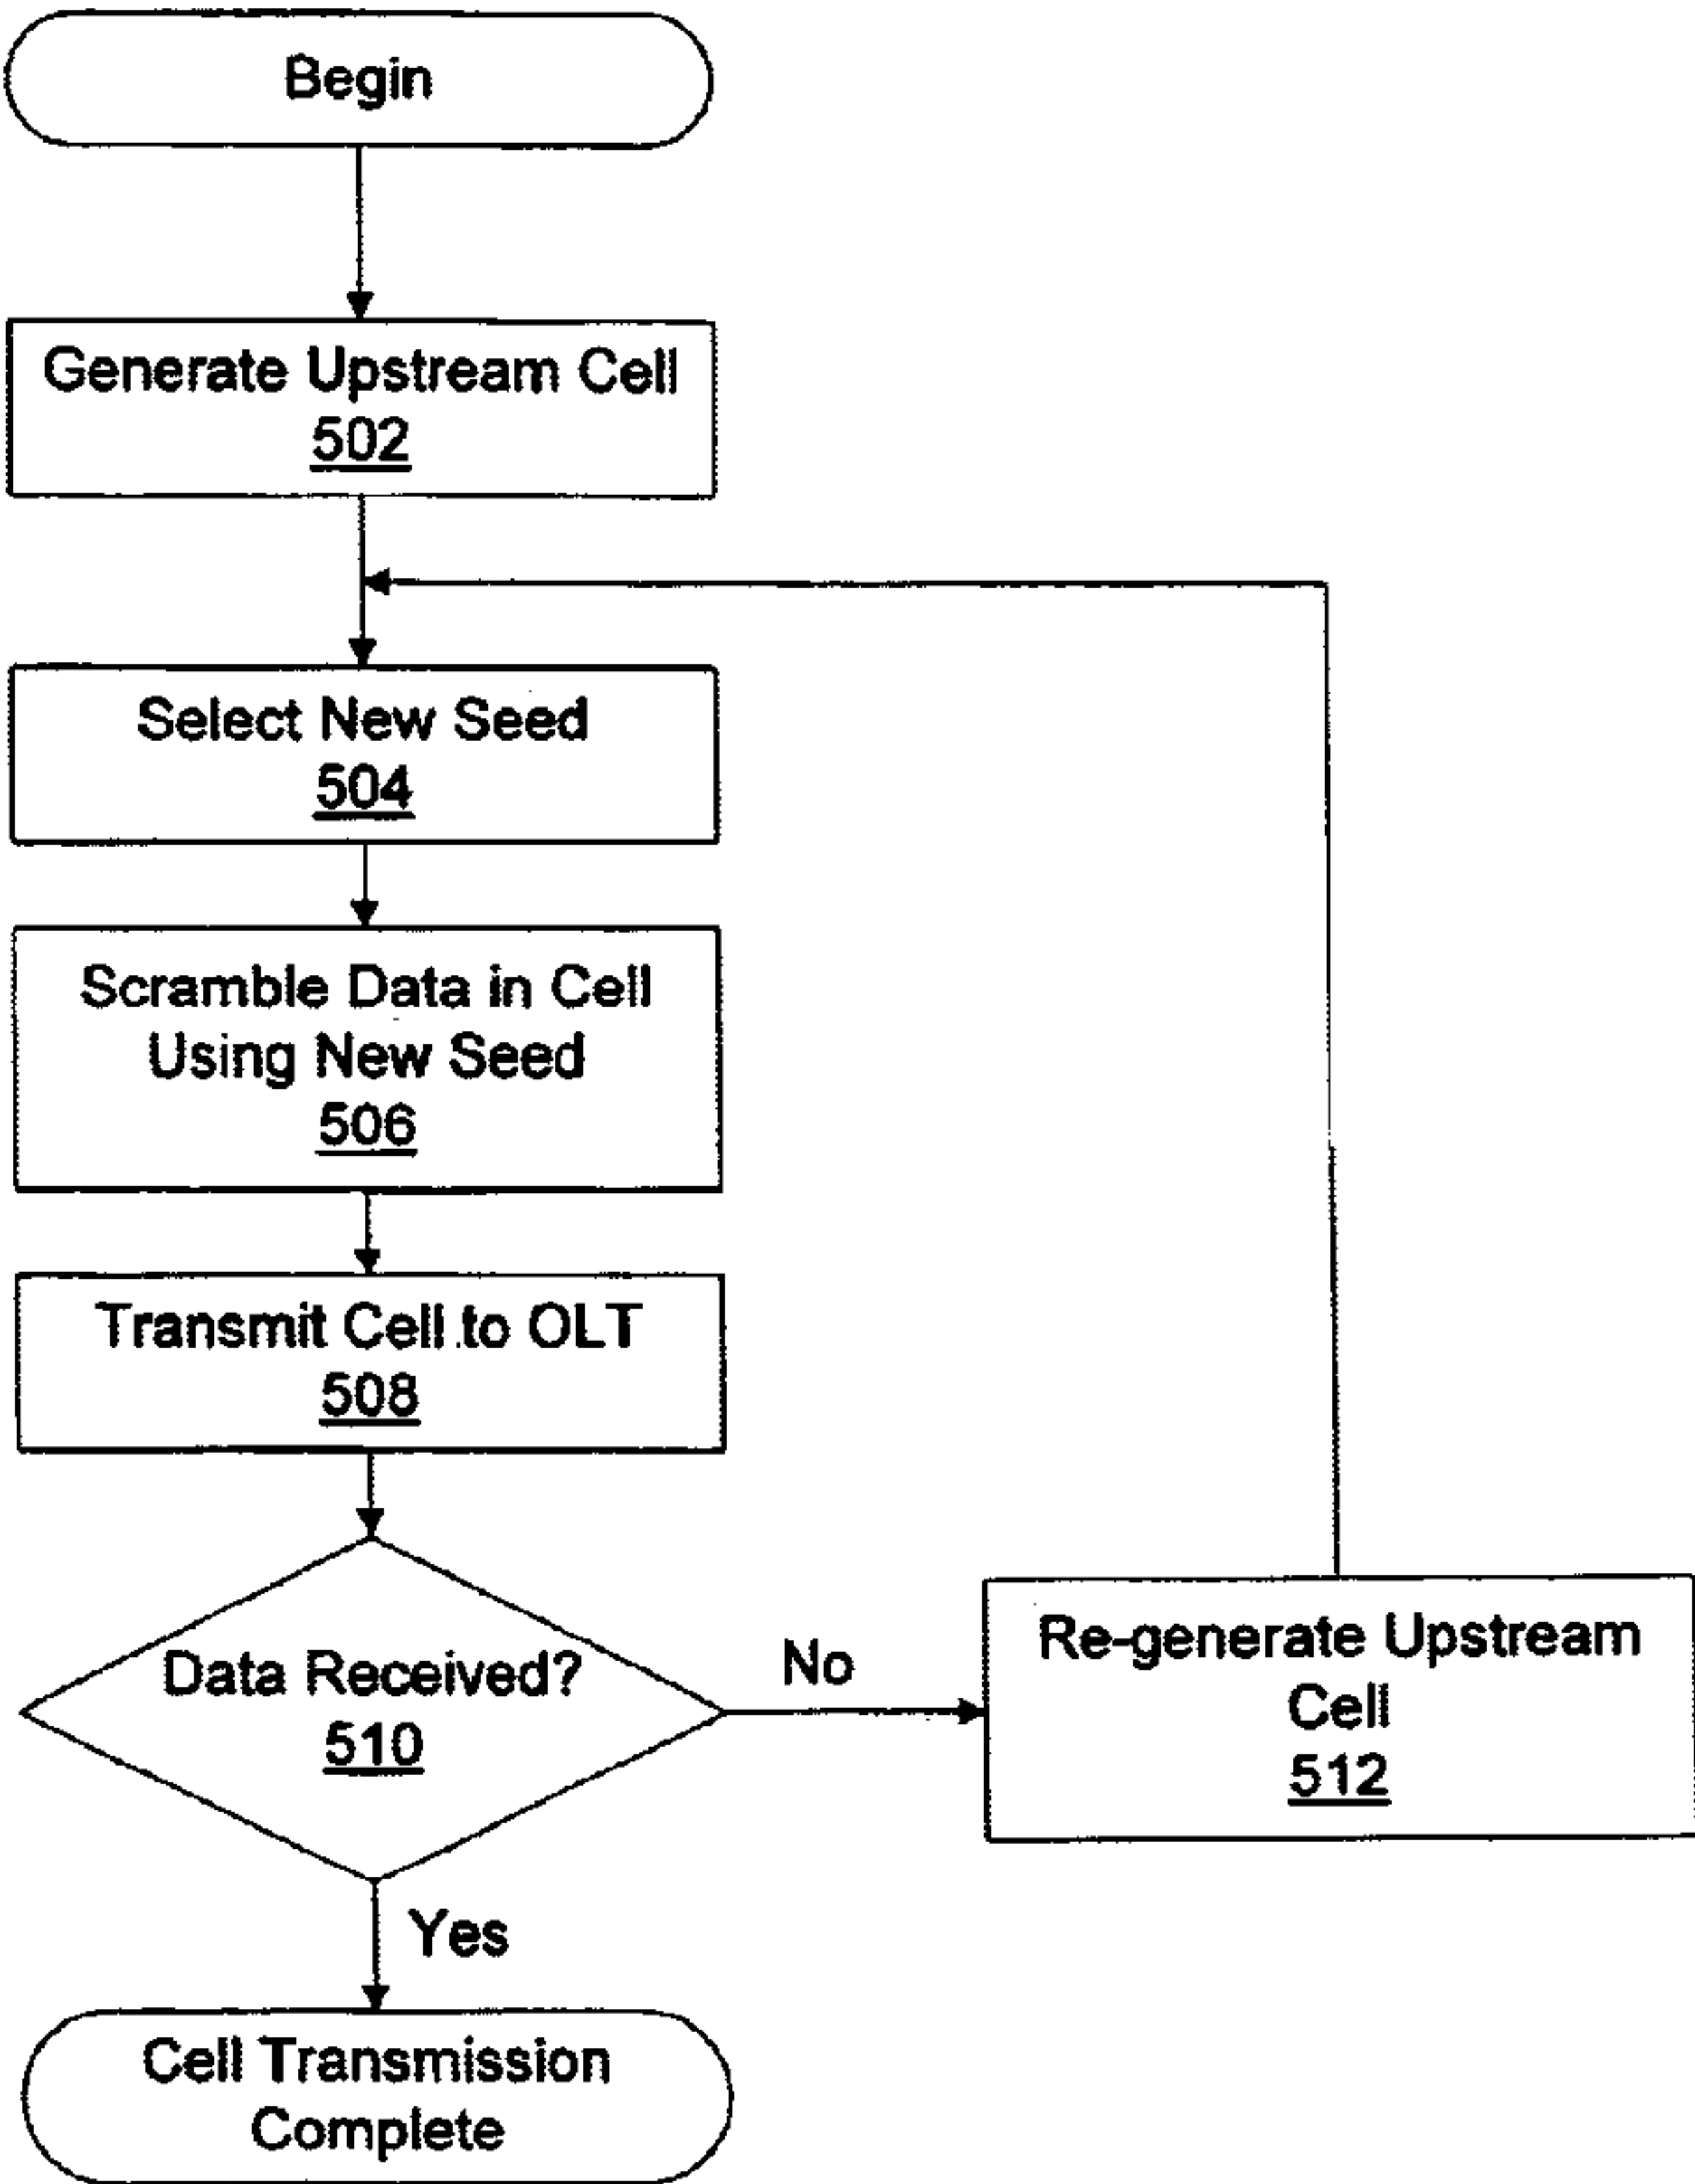 Begin
Generate Upstream Cell
502
Select New Seed
504
Scramble Data in Cell
Using New Seed
506
Transmit Cell to OLT
508
Data Received?
510
No
Re-generate Upstream
Cell
512
Yes
Cell Transmission
Complete